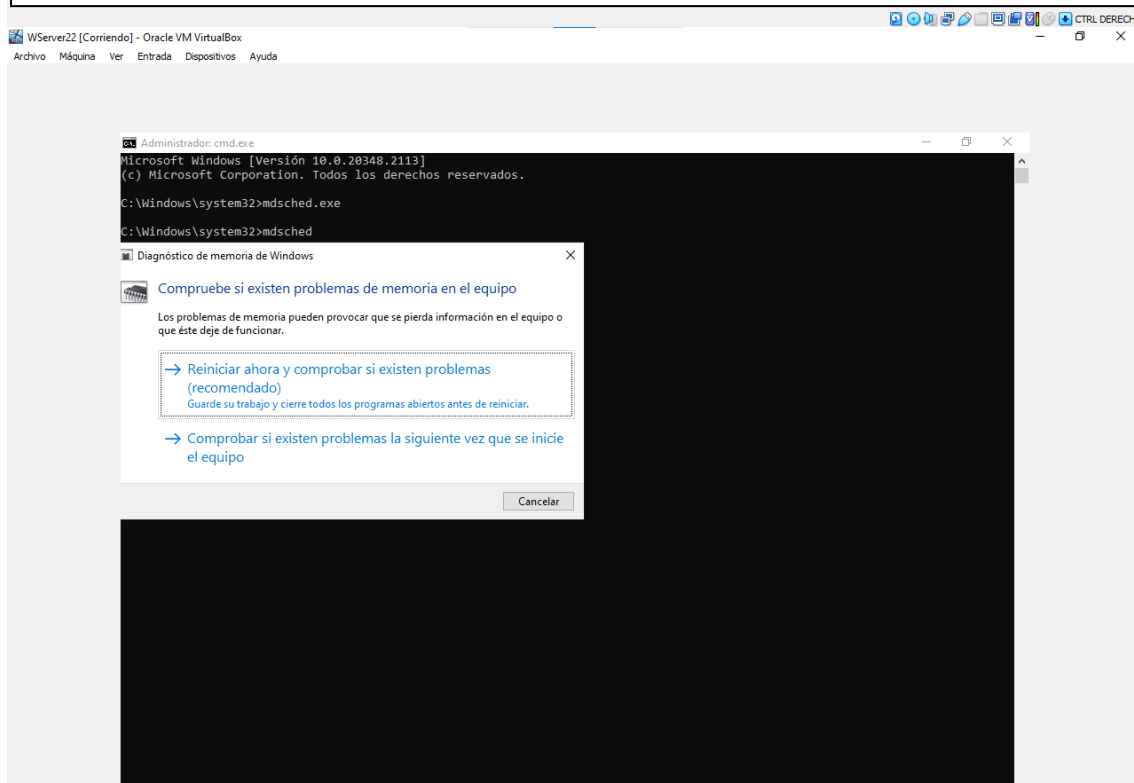 CTRL DERECH
WServer22 [Corriendo] - Oracle VM VirtualBox
Archivo Máquina Ver Entrada Dispositivos Ayuda
Administrador: cmd.exe
Microsoft Windows [Versión 10.0.20348.2113]
(c) Microsoft Corporation. Todos los derechos reservados.
C:\Windows\system32>mdsched.exe
C:\Windows\system32>mdsched
Diagnóstico de memoria de Windows
Compruebe si existen problemas de memoria en el equipo
Los problemas de memoria pueden provocar que se pierda información en el equipo o
que éste deje de funcionar.
Reiniciar ahora y comprobar si existen problemas
(recomendado)
Guarde su trabajo y cierre todos los programas abiertos antes de reiniciar.
Comprobar si existen problemas la siguiente vez que se inicie
el equipo
Cancelar